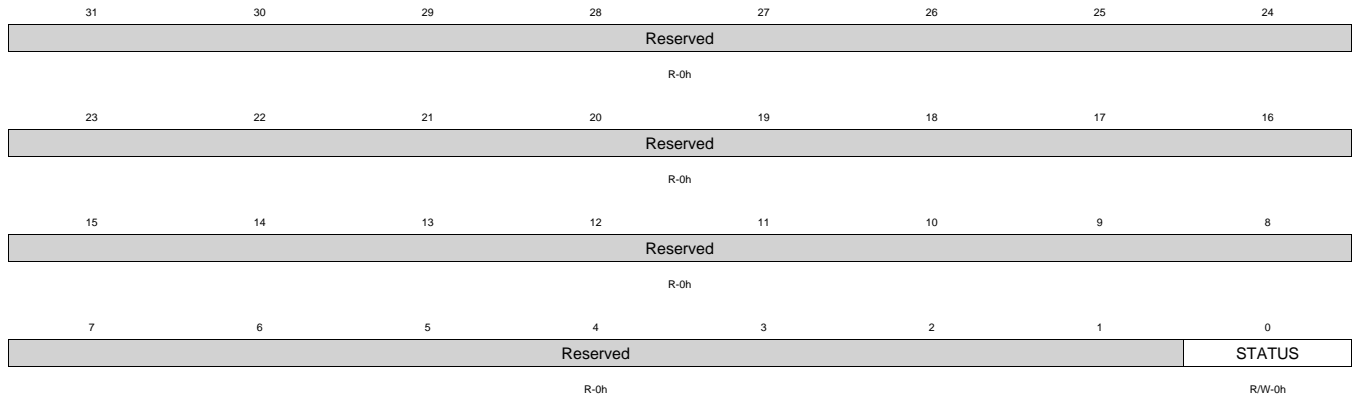 31 30 29 28 27 26 25 24
Reserved
R-0h
23 22 21 20 19 18 17 16
Reserved
R-0h
15 14 13 12 11 10 9 8
Reserved
R-0h
7 6 5 4 3 2 1 0
Reserved STATUS
R-0h R/W-0h